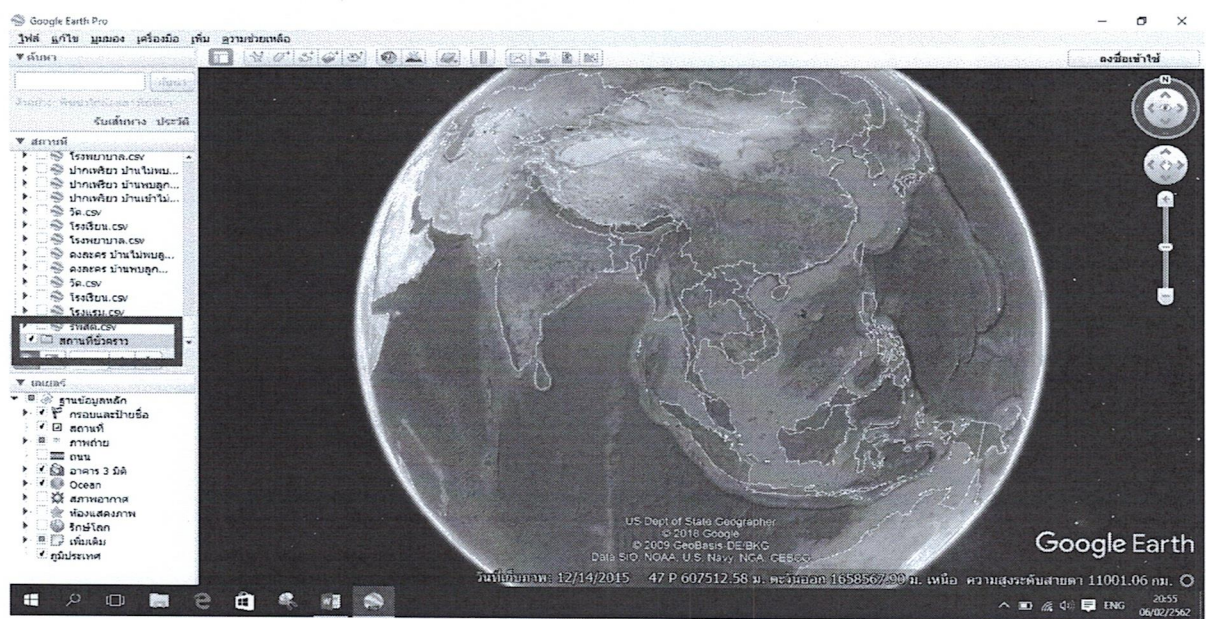 Google Earth Pro
ไฟล์ แก้ไข มุมมอง เครื่องมือ เพิ่ม ความช่วยเหลือ
▼ ค้นหา
ลงชื่อเข้าใช้
ค้นหา
รับเส้นทาง ประวัติ
N
▼ สถานที่
โรงพยาบาล.csv
ปากเพรียว บ้านไม่พบ...
ปากเพรียว บ้านพบลูก...
ปากเพรียว บ้านเข้าไม่...
วัด.csv
โรงเรียน.csv
โรงพยาบาล.csv
ดงละคร บ้านไม่พบลู...
ดงละคร บ้านพบลูก...
วัด.csv
โรงเรียน.csv
โรงแรม.csv
รพสต.csv
สถานที่ชั่วคราว
▼ เลเยอร์
ฐานข้อมูลหลัก
กรอบและป้ายชื่อ
สถานที่
ภาพถ่าย
ถนน
อาคาร 3 มิติ
Ocean
สภาพอากาศ
ห้องแสดงภาพ
รักษ์โลก
เพิ่มเติม
ภูมิประเทศ
US Dept of State Geographer
© 2018 Google
© 2009 GeoBasis-DE/BKG
Data SIO, NOAA, U.S. Navy, NGA, GEBCO
Google Earth
วันที่เก็บภาพ: 12/14/2015 47 P 607512.58 ม. ตะวันออก 1658567.90 ม. เหนือ ความสูงระดับสายตา 11001.06 กม.
ENG
20:55
06/02/2562